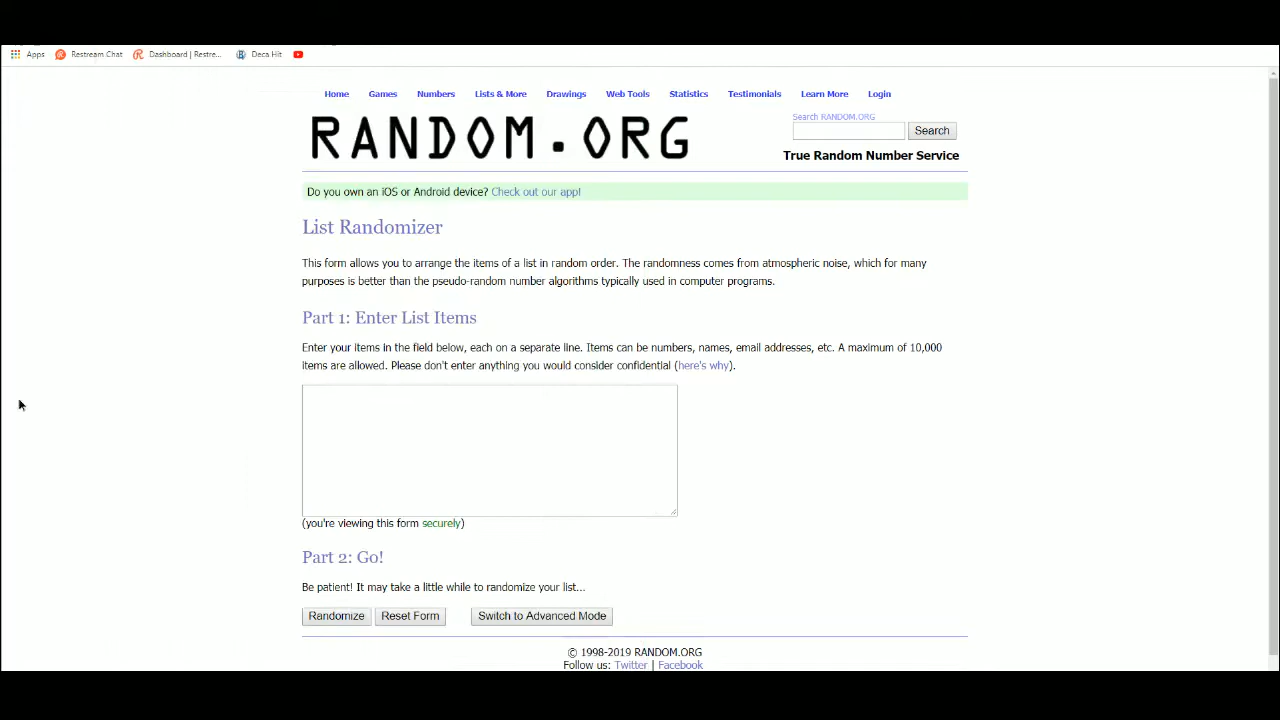 Apps Restream Chat Dashboard | Restre... Deca Hit
Home Games Numbers Lists & More Drawings Web Tools Statistics Testimonials Learn More Login
RANDOM.ORG
Search RANDOM.ORG
Search
True Random Number Service
Do you own an iOS or Android device? Check out our app!
List Randomizer
This form allows you to arrange the items of a list in random order. The randomness comes from atmospheric noise, which for many
purposes is better than the pseudo-random number algorithms typically used in computer programs.
Part 1: Enter List Items
Enter your items in the field below, each on a separate line. Items can be numbers, names, email addresses, etc. A maximum of 10,000
items are allowed. Please don't enter anything you would consider confidential (here's why).
(you're viewing this form securely)
Part 2: Go!
Be patient! It may take a little while to randomize your list...
Randomize Reset Form Switch to Advanced Mode
© 1998-2019 RANDOM.ORG
Follow us: Twitter | Facebook